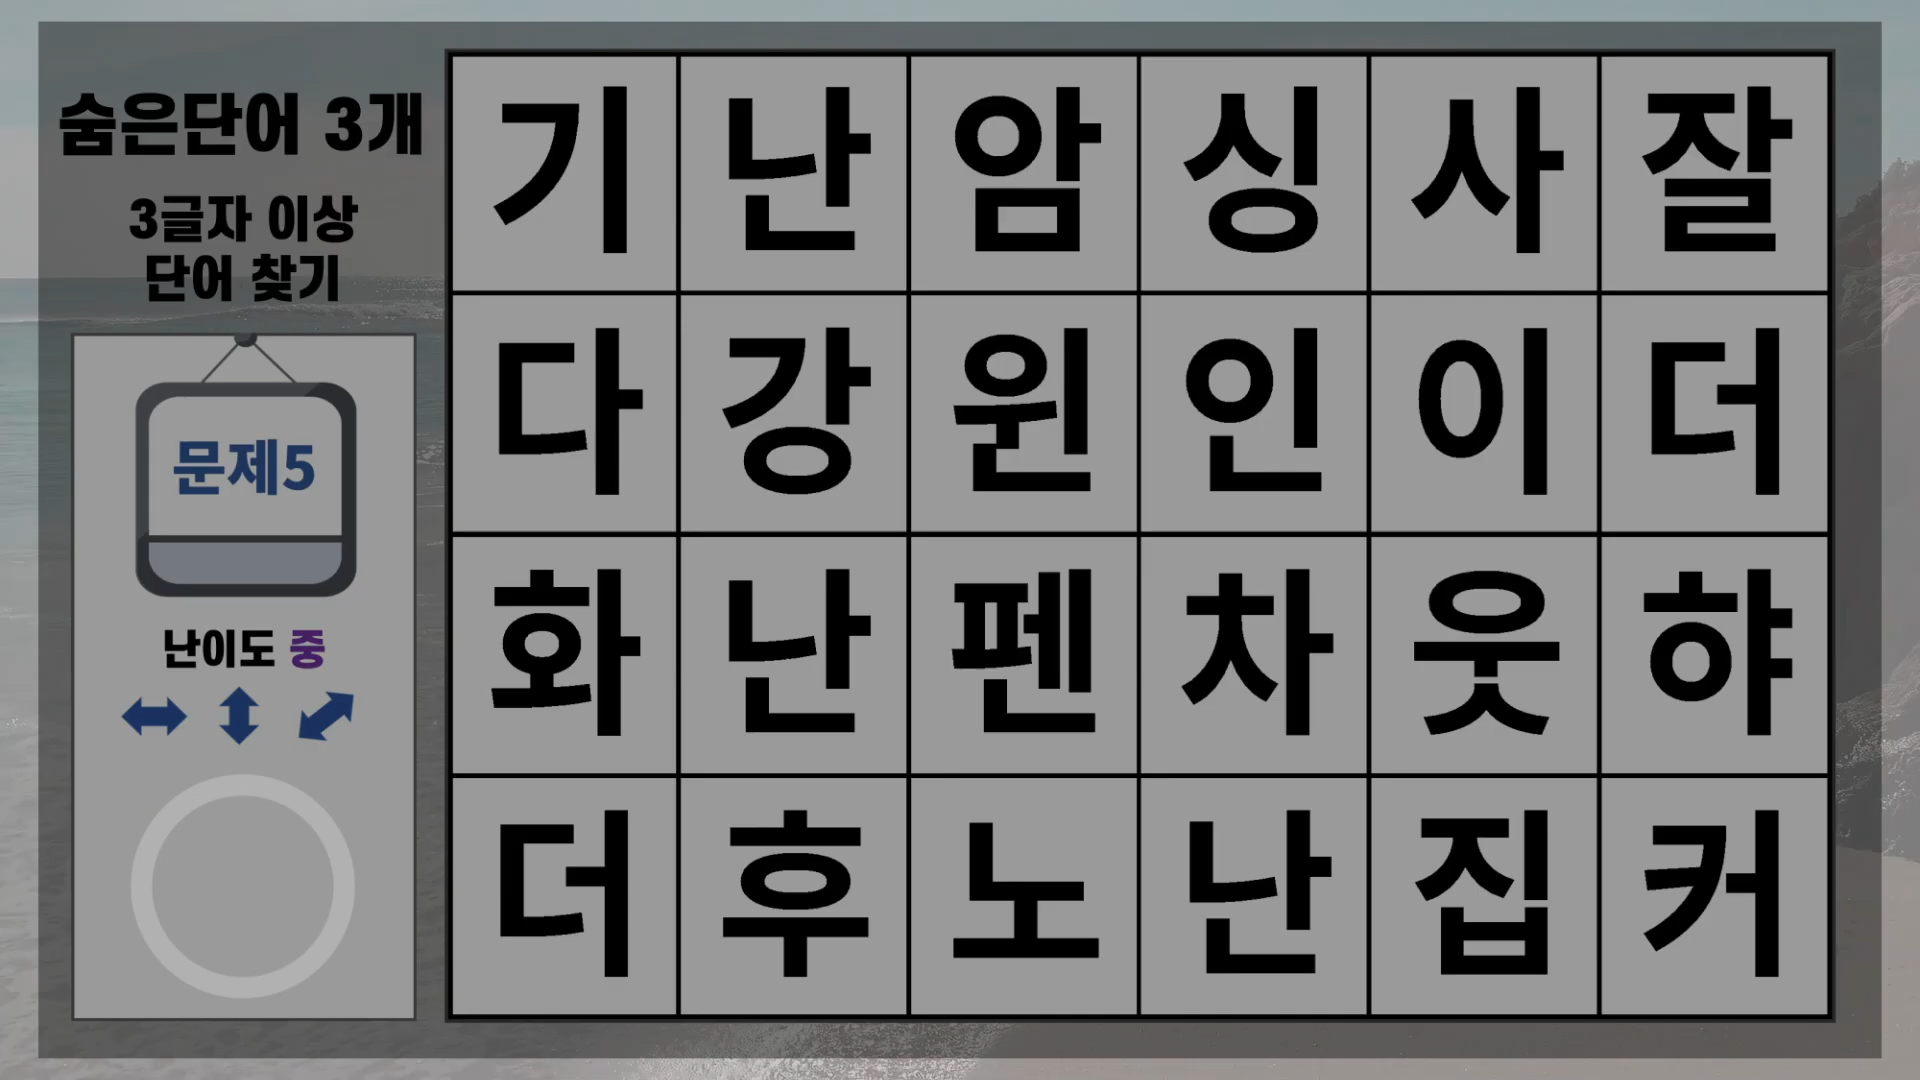 숨은단어 3개
3글자 이상
단어 찾기
문제5
난이도 중
기 난 암 싱 사 잘
다 강 원 인 이 더
화 난 펜 차 웃 햐
더 후 노 난 집 커